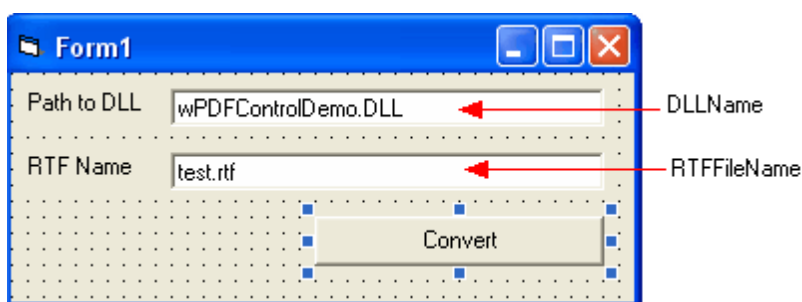 Form1
Path to DLL wPDFControlDemo.DLL DLLName
RTF Name test.rtf RTFFileName
Convert